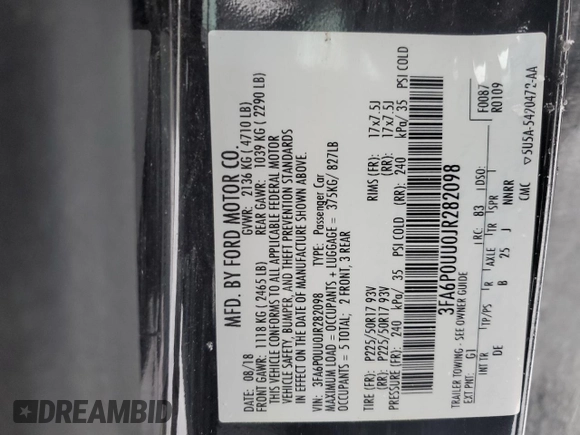 MFD. BY FORD MOTOR CO.
DATE: 08/18 GVWR: 2136 KG ( 4710 LB)
FRONT GAWR: 1118 KG ( 2465 LB) REAR GAWR: 1039 KG ( 2290 LB)
THIS VEHICLE CONFORMS TO ALL APPLICABLE FEDERAL MOTOR
VEHICLE SAFETY, BUMPER, AND THEFT PREVENTION STANDARDS
IN EFFECT ON THE DATE OF MANUFACTURE SHOWN ABOVE.
VIN: 3FA6P0UU0JR282098 TYPE: Passenger Car
MAXIMUM LOAD = OCCUPANTS + LUGGAGE = 375KG/ 827LB
OCCUPANTS = 5 TOTAL; 2 FRONT, 3 REAR
TIRE (FR): P225/50R17 93V RIMS (FR): 17x7.5J
(RR): P225/50R17 93V (RR): 17x7.5J
PRESSURE (FR): 240 kPa/ 35 PSI COLD (RR): 240 kPa/ 35 PSI COLD
3FA6P0UU0JR282098
TRAILER TOWING - SEE OWNER GUIDE
EXT PNT: G1 RC: B3 DSO: F0087
R0109
INT TR TP/PS R AXLE TR SPR
DE B 25 J NNRR
CMC ▽5U5A-5420472-AA
© AUTOBIDMASTER